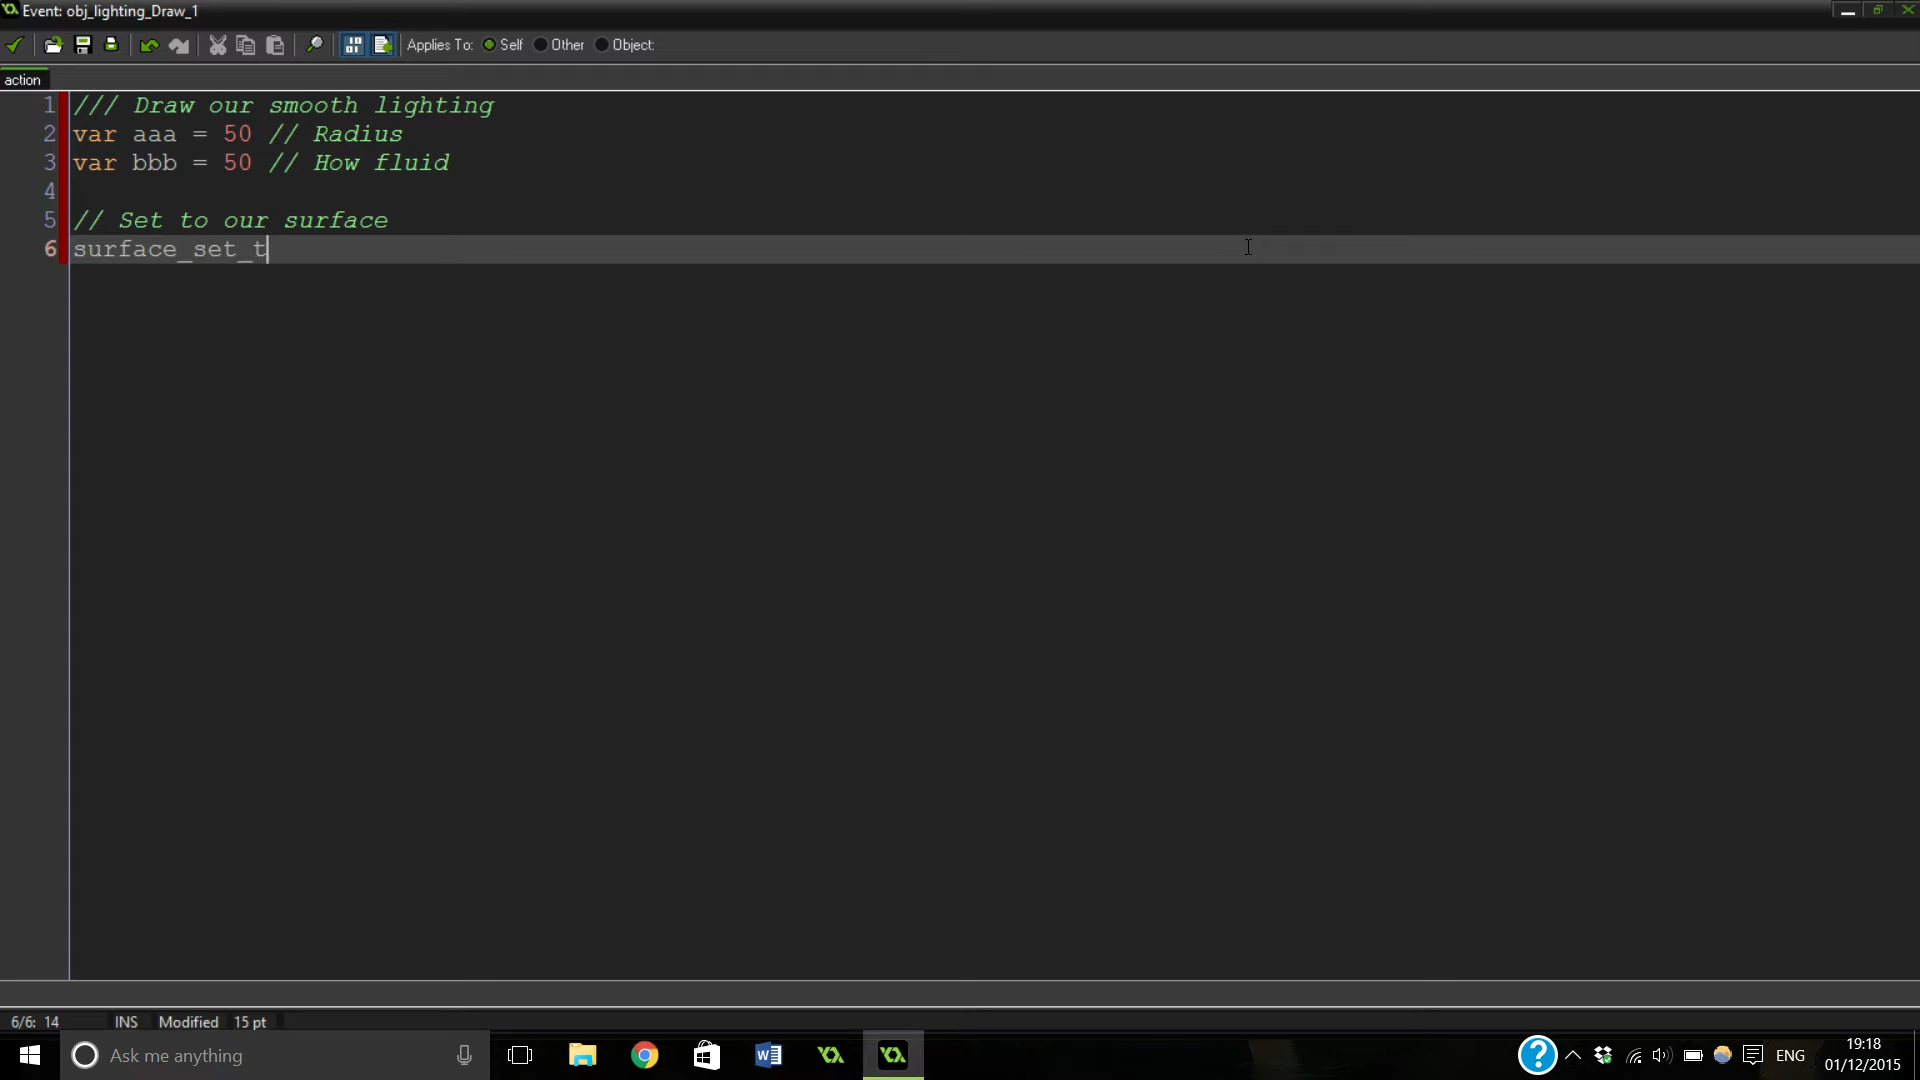 Event: obj_lighting_Draw_1
Applies To: Self Other Object:
action
1 /// Draw our smooth lighting
2 var aaa = 50 // Radius
3 var bbb = 50 // How fluid
4
5 // Set to our surface
6 surface_set_t
6/6: 14 INS Modified 15 pt
Ask me anything
ENG
19:18
01/12/2015